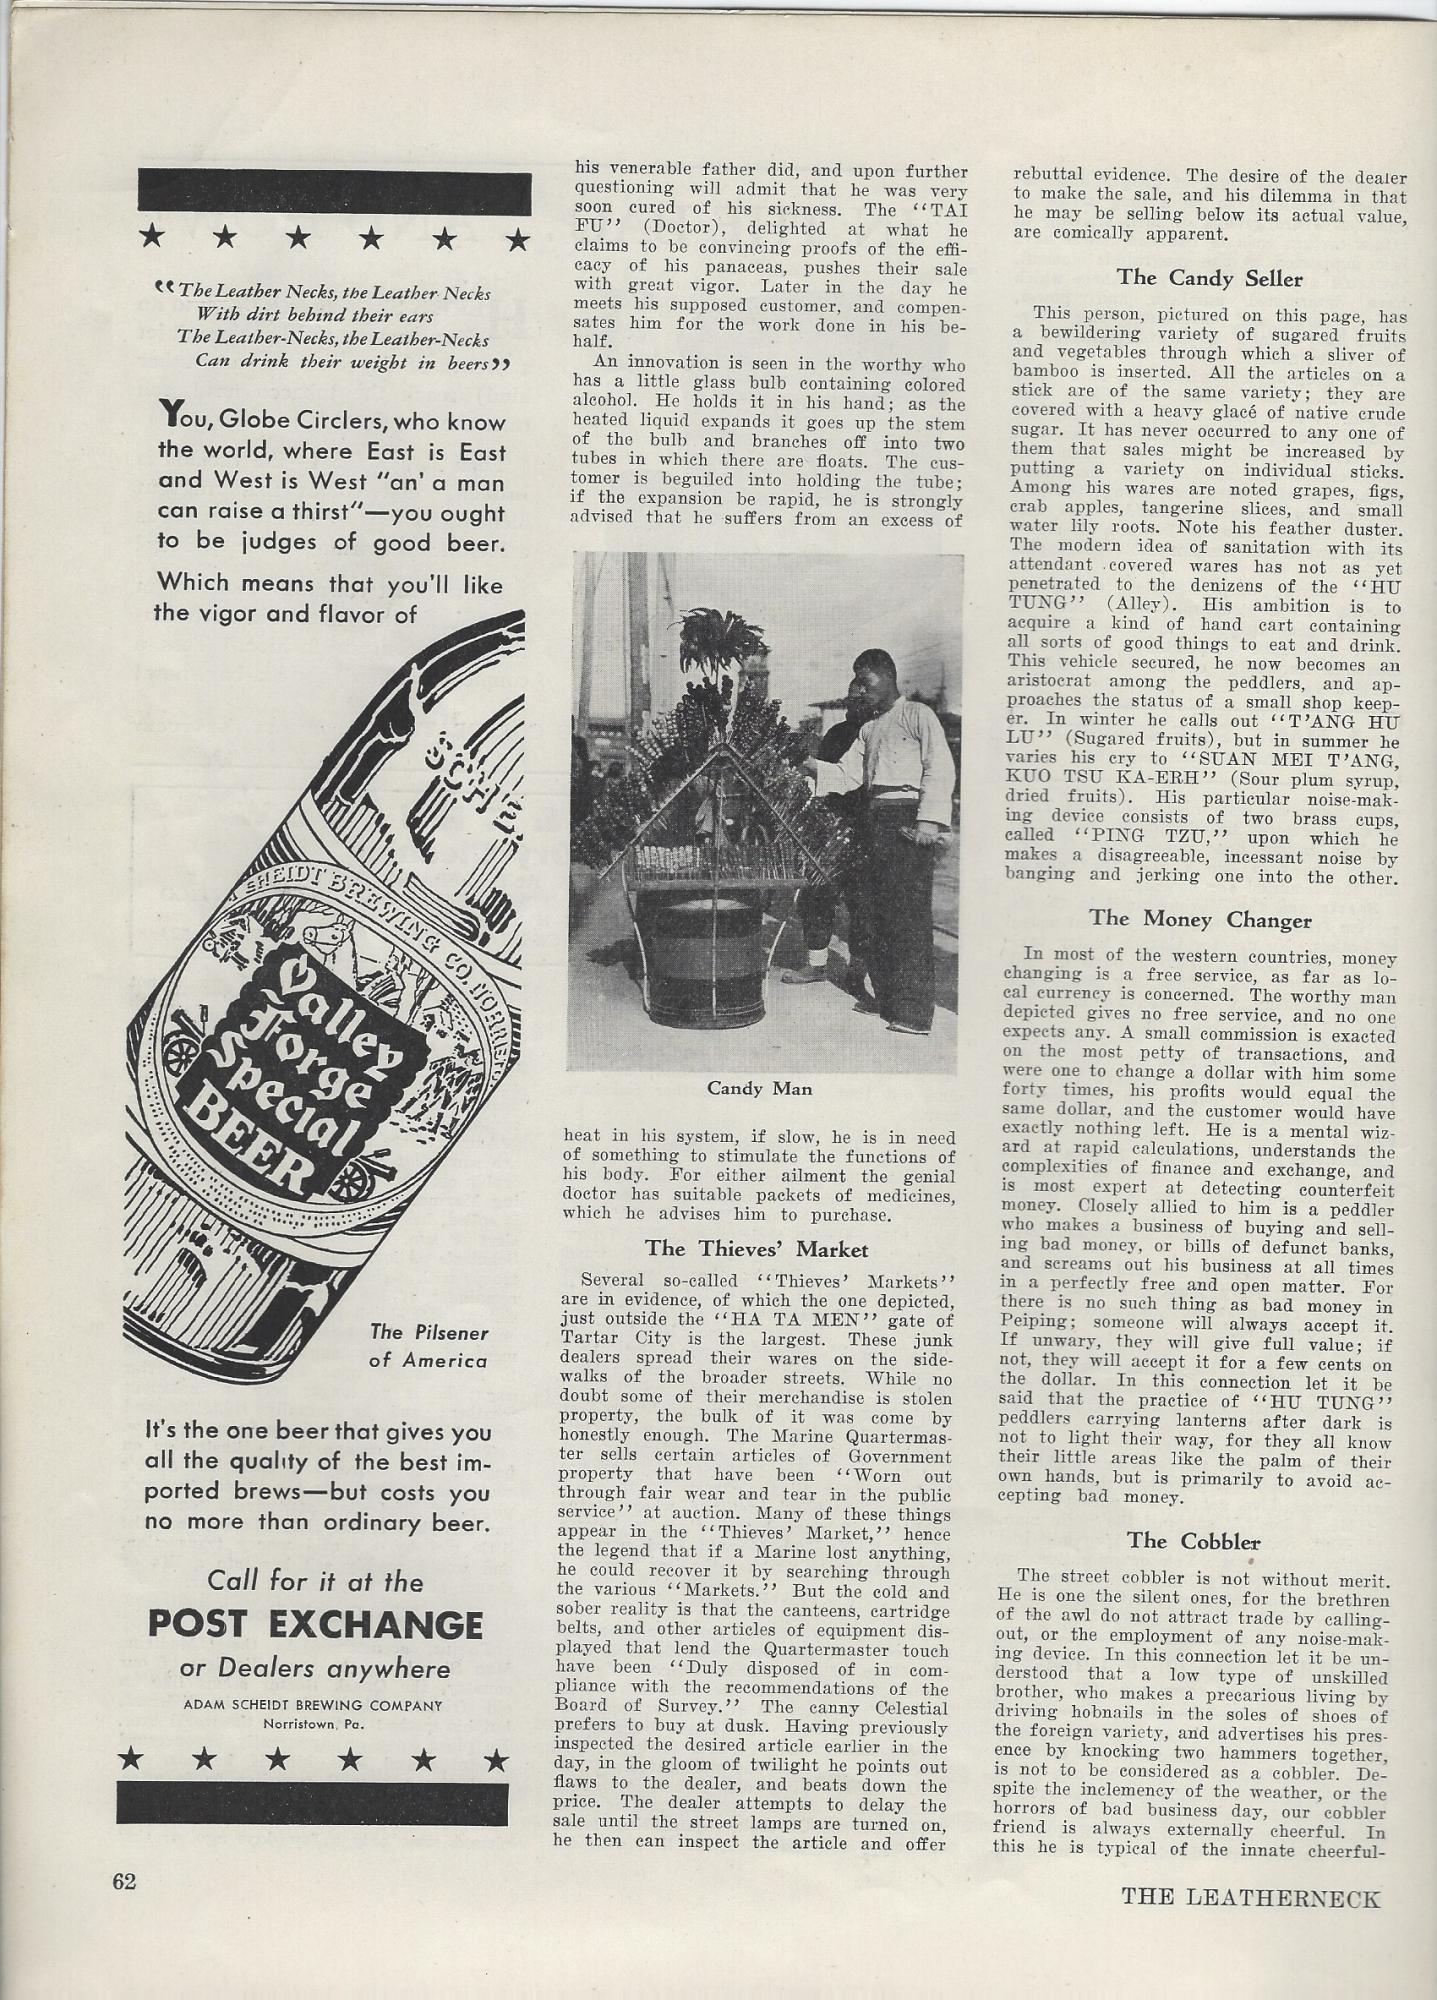 ★ ★ ★ ★ ★ ★
“The Leather Necks, the Leather Necks
With dirt behind their ears
The Leather-Necks, the Leather-Necks
Can drink their weight in beers”
You, Globe Circlers, who know
the world, where East is East
and West is West "an' a man
can raise a thirst"—you ought
to be judges of good beer.
Which means that you'll like
the vigor and flavor of
SCHEIDT BREWING CO. NORRIST
Valley
Forge
Special
BEER
The Pilsener
of America
It's the one beer that gives you
all the quality of the best im-
ported brews—but costs you
no more than ordinary beer.
Call for it at the
POST EXCHANGE
or Dealers anywhere
ADAM SCHEIDT BREWING COMPANY
Norristown, Pa.
★ ★ ★ ★ ★ ★
his venerable father did, and upon further
questioning will admit that he was very
soon cured of his sickness. The “TAI
FU” (Doctor), delighted at what he
claims to be convincing proofs of the effi-
cacy of his panaceas, pushes their sale
with great vigor. Later in the day he
meets his supposed customer, and compen-
sates him for the work done in his be-
half.
An innovation is seen in the worthy who
has a little glass bulb containing colored
alcohol. He holds it in his hand; as the
heated liquid expands it goes up the stem
of the bulb and branches off into two
tubes in which there are floats. The cus-
tomer is beguiled into holding the tube;
if the expansion be rapid, he is strongly
advised that he suffers from an excess of
Candy Man
heat in his system, if slow, he is in need
of something to stimulate the functions of
his body. For either ailment the genial
doctor has suitable packets of medicines,
which he advises him to purchase.
The Thieves’ Market
Several so-called “Thieves’ Markets”
are in evidence, of which the one depicted,
just outside the “HA TA MEN” gate of
Tartar City is the largest. These junk
dealers spread their wares on the side-
walks of the broader streets. While no
doubt some of their merchandise is stolen
property, the bulk of it was come by
honestly enough. The Marine Quartermas-
ter sells certain articles of Government
property that have been “Worn out
through fair wear and tear in the public
service” at auction. Many of these things
appear in the “Thieves’ Market,” hence
the legend that if a Marine lost anything,
he could recover it by searching through
the various “Markets.” But the cold and
sober reality is that the canteens, cartridge
belts, and other articles of equipment dis-
played that lend the Quartermaster touch
have been “Duly disposed of in com-
pliance with the recommendations of the
Board of Survey.” The canny Celestial
prefers to buy at dusk. Having previously
inspected the desired article earlier in the
day, in the gloom of twilight he points out
flaws to the dealer, and beats down the
price. The dealer attempts to delay the
sale until the street lamps are turned on,
he then can inspect the article and offer
rebuttal evidence. The desire of the dealer
to make the sale, and his dilemma in that
he may be selling below its actual value,
are comically apparent.
The Candy Seller
This person, pictured on this page, has
a bewildering variety of sugared fruits
and vegetables through which a sliver of
bamboo is inserted. All the articles on a
stick are of the same variety; they are
covered with a heavy glacé of native crude
sugar. It has never occurred to any one of
them that sales might be increased by
putting a variety on individual sticks.
Among his wares are noted grapes, figs,
crab apples, tangerine slices, and small
water lily roots. Note his feather duster.
The modern idea of sanitation with its
attendant covered wares has not as yet
penetrated to the denizens of the “HU
TUNG” (Alley). His ambition is to
acquire a kind of hand cart containing
all sorts of good things to eat and drink.
This vehicle secured, he now becomes an
aristocrat among the peddlers, and ap-
proaches the status of a small shop keep-
er. In winter he calls out “T’ANG HU
LU” (Sugared fruits), but in summer he
varies his cry to “SUAN MEI T’ANG,
KUO TSU KA-ERH” (Sour plum syrup,
dried fruits). His particular noise-mak-
ing device consists of two brass cups,
called “PING TZU,” upon which he
makes a disagreeable, incessant noise by
banging and jerking one into the other.
The Money Changer
In most of the western countries, money
changing is a free service, as far as lo-
cal currency is concerned. The worthy man
depicted gives no free service, and no one
expects any. A small commission is exacted
on the most petty of transactions, and
were one to change a dollar with him some
forty times, his profits would equal the
same dollar, and the customer would have
exactly nothing left. He is a mental wiz-
ard at rapid calculations, understands the
complexities of finance and exchange, and
is most expert at detecting counterfeit
money. Closely allied to him is a peddler
who makes a business of buying and sell-
ing bad money, or bills of defunct banks,
and screams out his business at all times
in a perfectly free and open matter. For
there is no such thing as bad money in
Peiping; someone will always accept it.
If unwary, they will give full value; if
not, they will accept it for a few cents on
the dollar. In this connection let it be
said that the practice of “HU TUNG”
peddlers carrying lanterns after dark is
not to light their way, for they all know
their little areas like the palm of their
own hands, but is primarily to avoid ac-
cepting bad money.
The Cobbler
The street cobbler is not without merit.
He is one the silent ones, for the brethren
of the awl do not attract trade by calling-
out, or the employment of any noise-mak-
ing device. In this connection let it be un-
derstood that a low type of unskilled
brother, who makes a precarious living by
driving hobnails in the soles of shoes of
the foreign variety, and advertises his pres-
ence by knocking two hammers together,
is not to be considered as a cobbler. De-
spite the inclemency of the weather, or the
horrors of bad business day, our cobbler
friend is always externally cheerful. In
this he is typical of the innate cheerful-
62
THE LEATHERNECK